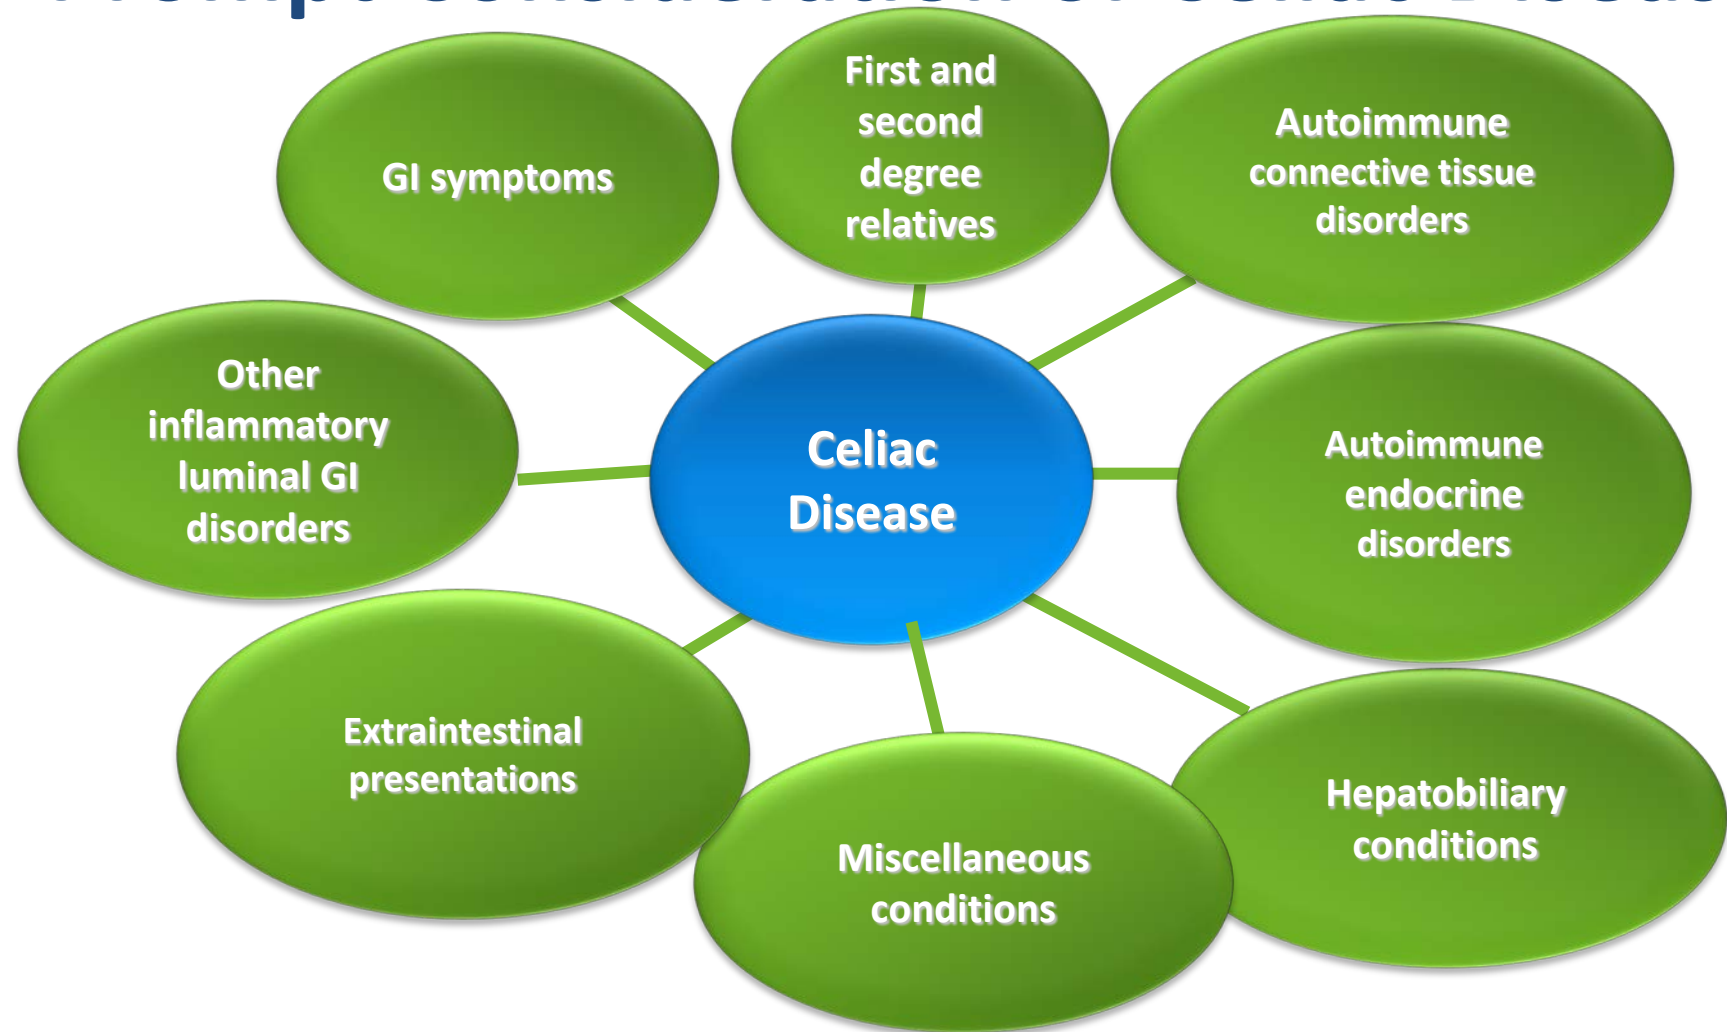 GI symptoms
First and
second
degree
relatives
Autoimmune
connective tissue
disorders
Other
inflammatory
luminal GI
disorders
Celiac
Disease
Autoimmune
endocrine
disorders
Extraintestinal
presentations
Miscellaneous
conditions
Hepatobiliary
conditions